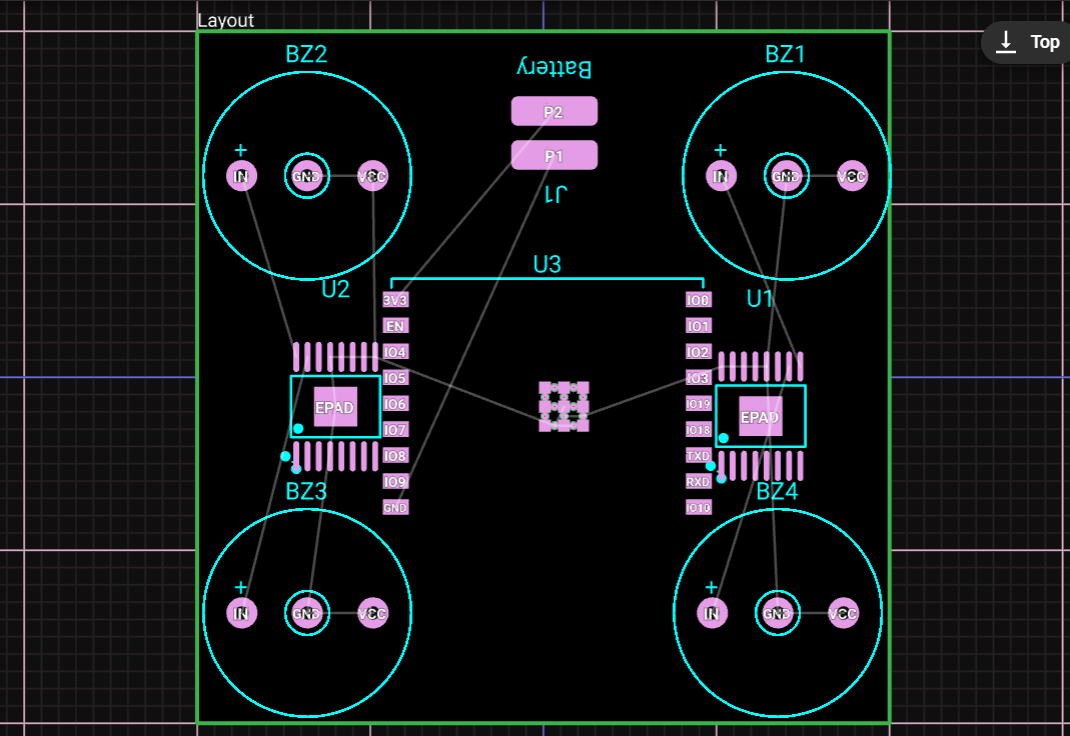 Layout
Top
BZ2
BZ1
Battery
P2
P1
J1
+
IN
GND
VCC
+
IN
GND
VCC
U3
U2
U1
3V3
EN
IO4
IO5
IO6
IO7
IO8
IO9
GND
IO0
IO1
IO2
IO3
IO19
IO18
TXD
RXD
IO10
EPAD
EPAD
BZ3
BZ4
+
IN
GND
VCC
+
IN
GND
VCC